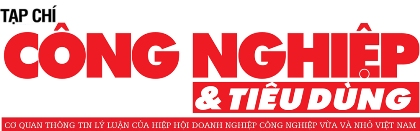 TẠP CHÍ
CÔNG NGHIỆP
& TIÊU DÙNG
CƠ QUAN THÔNG TIN LÝ LUẬN CỦA HIỆP HỘI DOANH NGHIỆP CÔNG NGHIỆP VỪA VÀ NHỎ VIỆT NAM